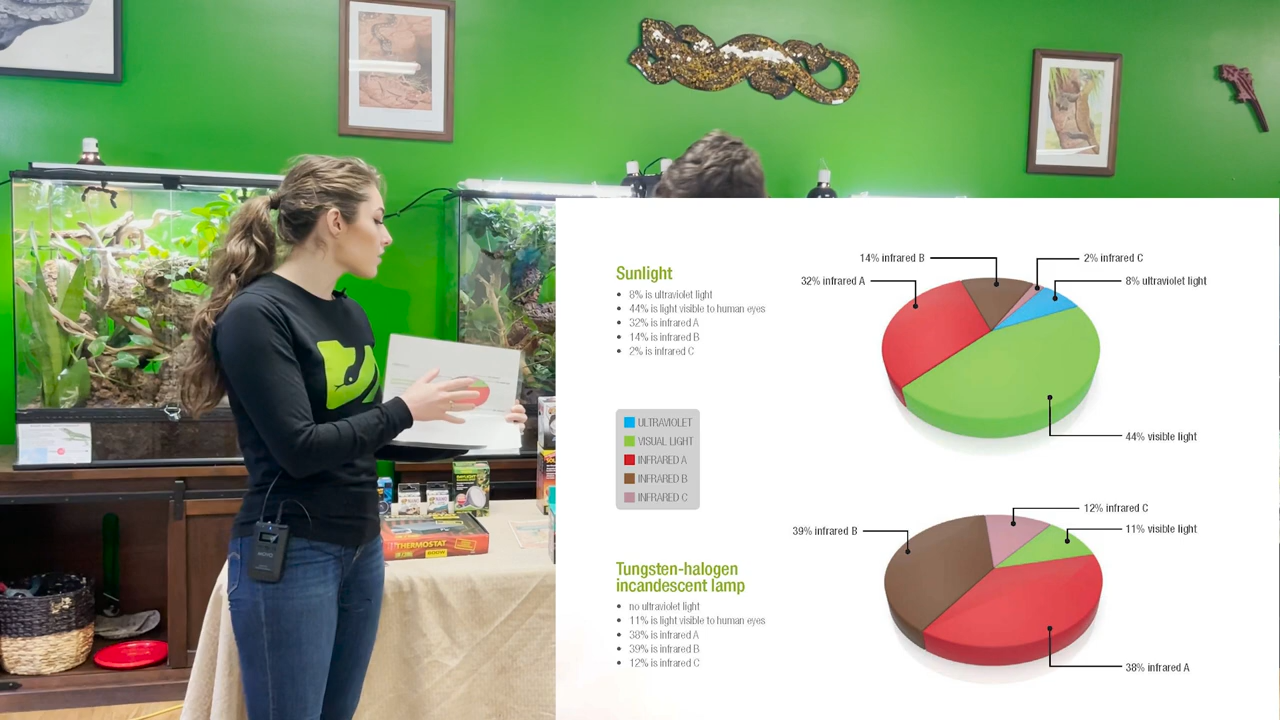 14% infrared B
2% infrared C
Sunlight
32% infrared A
8% ultraviolet light
• 8% is ultraviolet light
• 44% is light visible to human eyes
• 32% is infrared A
• 14% is infrared B
• 2% is infrared C
ULTRAVIOLET
VISUAL LIGHT
INFRARED A
INFRARED B
INFRARED C
44% visible light
12% infrared C
39% infrared B
11% visible light
Tungsten-halogen
incandescent lamp
• no ultraviolet light
• 11% is light visible to human eyes
• 38% is infrared A
• 39% is infrared B
• 12% is infrared C
38% infrared A
THERMOSTAT
600W